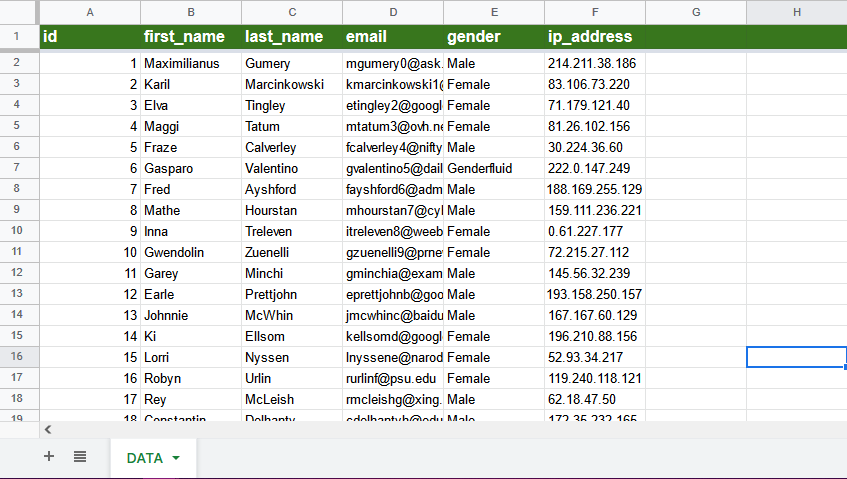 A B C D E F G H
1 id first_name last_name email gender ip_address
2 1 Maximilianus Gumery mgumery0@ask. Male 214.211.38.186
3 2 Karil Marcinkowski kmarcinkowski1@ Female 83.106.73.220
4 3 Elva Tingley etingley2@googl Female 71.179.121.40
5 4 Maggi Tatum mtatum3@ovh.ne Female 81.26.102.156
6 5 Fraze Calverley fcalverley4@nifty Male 30.224.36.60
7 6 Gasparo Valentino gvalentino5@dail Genderfluid 222.0.147.249
8 7 Fred Ayshford fayshford6@adm Male 188.169.255.129
9 8 Mathe Hourstan mhourstan7@cyl Male 159.111.236.221
10 9 Inna Treleven itreleven8@weeb Female 0.61.227.177
11 10 Gwendolin Zuenelli gzuenelli9@prnev Female 72.215.27.112
12 11 Garey Minchi gminchia@exam Male 145.56.32.239
13 12 Earle Prettjohn eprettjohnb@goo Male 193.158.250.157
14 13 Johnnie McWhin jmcwhinc@baidu Male 167.167.60.129
15 14 Ki Ellsom kellsomd@googl Female 196.210.88.156
16 15 Lorri Nyssen lnyssene@narod Female 52.93.34.217
17 16 Robyn Urlin rurlinf@psu.edu Female 119.240.118.121
18 17 Rey McLeish rmcleishg@xing. Male 62.18.47.50
19 18 Constantin Delhanty cdelhantyh@edu Male 172.35.232.165
DATA